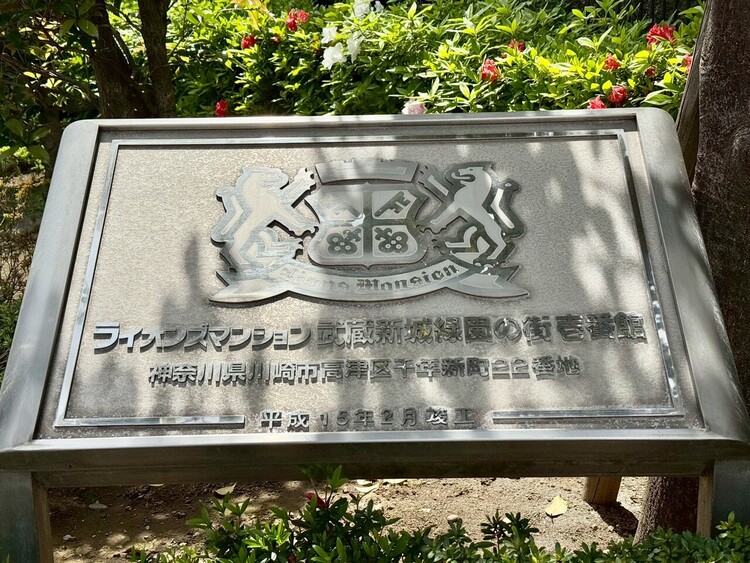 Lions Mansion
ライオンズマンション 武蔵新城緑園の街壱番館
神奈川県川崎市高津区千年新町22番地
平成15年2月竣工